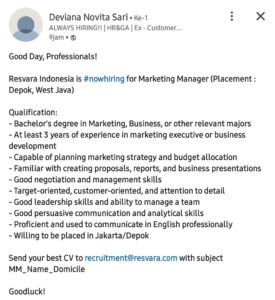 Deviana Novita Sari • Ke-1
ALWAYS HIRING!! | HR&GA | Ex - Customer...
9jam •
Good Day, Professionals!
Resvara Indonesia is #nowhiring for Marketing Manager (Placement :
Depok, West Java)
Qualification:
- Bachelor's degree in Marketing, Business, or other relevant majors
- At least 3 years of experience in marketing executive or business
development
- Capable of planning marketing strategy and budget allocation
- Familiar with creating proposals, reports, and business presentations
- Good negotiation and management skills
- Target-oriented, customer-oriented, and attention to detail
- Good leadership skills and ability to manage a team
- Good persuasive communication and analytical skills
- Proficient and used to communicate in English professionally
- Willing to be placed in Jakarta/Depok
Send your best CV to recruitment@resvara.com with subject
MM_Name_Domicile
Goodluck!